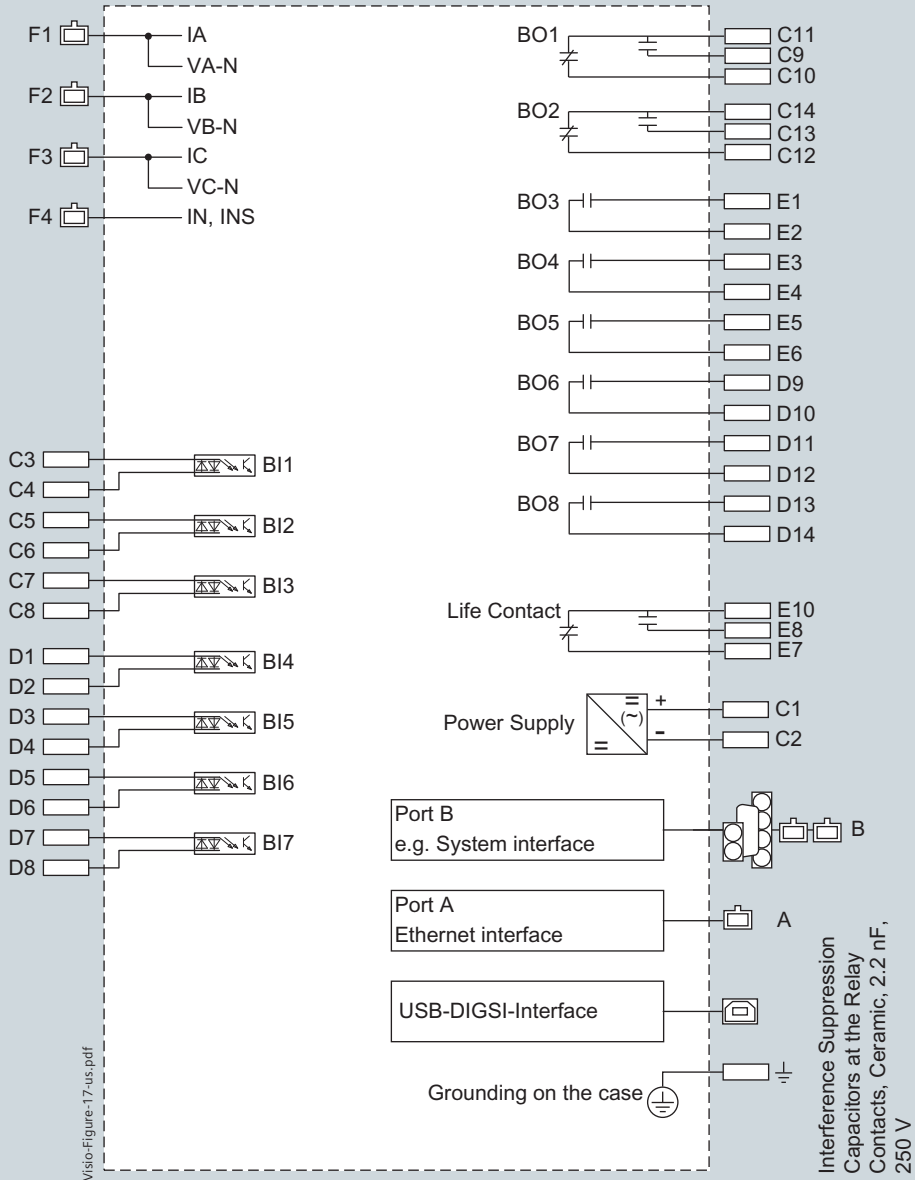 F1
IA
VA-N
F2
IB
VB-N
F3
IC
VC-N
F4
IN, INS
C3
C4
BI1
C5
C6
BI2
C7
C8
BI3
D1
D2
BI4
D3
D4
BI5
D5
D6
BI6
D7
D8
BI7
BO1
C11
C9
C10
BO2
C14
C13
C12
BO3
E1
E2
BO4
E3
E4
BO5
E5
E6
BO6
D9
D10
BO7
D11
D12
BO8
D13
D14
Life Contact
E10
E8
E7
Power Supply
=
(~)
=
+
-
C1
C2
Port B
e.g. System interface
B
Port A
Ethernet interface
A
USB-DIGSI-Interface
Grounding on the case
Interference Suppression
Capacitors at the Relay
Contacts, Ceramic, 2.2 nF,
250 V
Visio-Figure-17-us.pdf